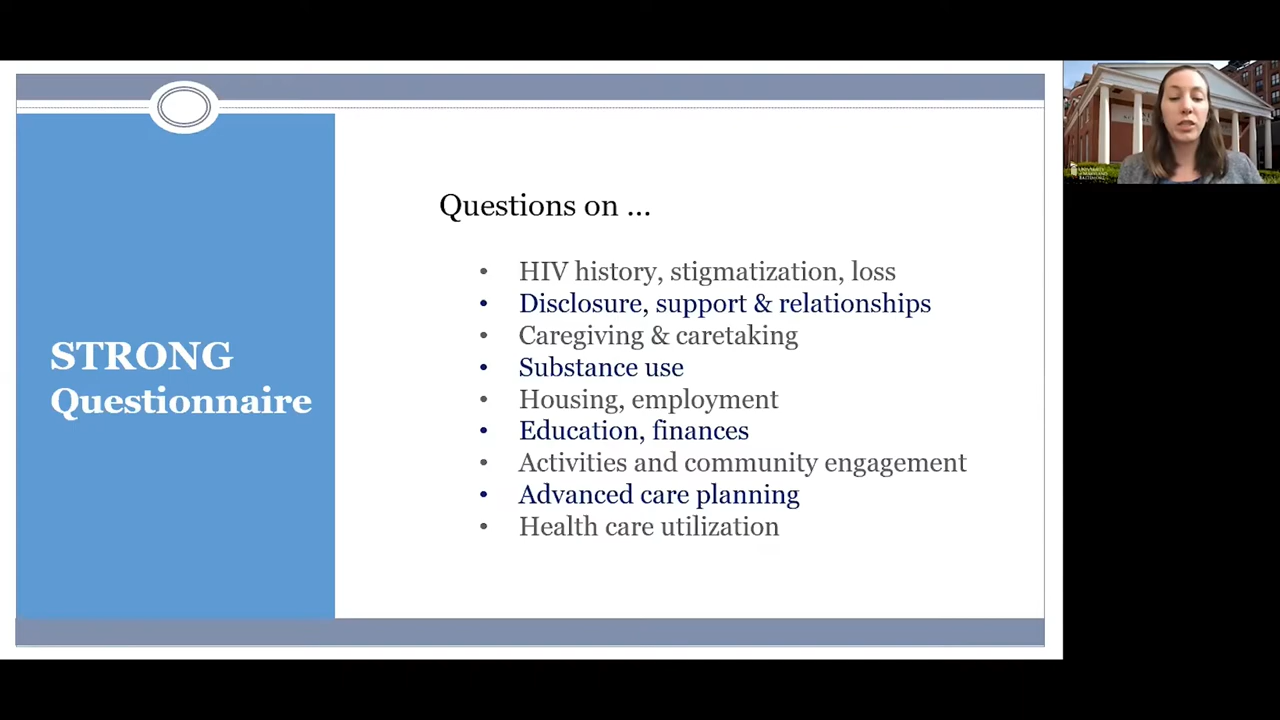 STRONG
Questionnaire
Questions on ...
• HIV history, stigmatization, loss
• Disclosure, support & relationships
• Caregiving & caretaking
• Substance use
• Housing, employment
• Education, finances
• Activities and community engagement
• Advanced care planning
• Health care utilization
UNIVERSITY